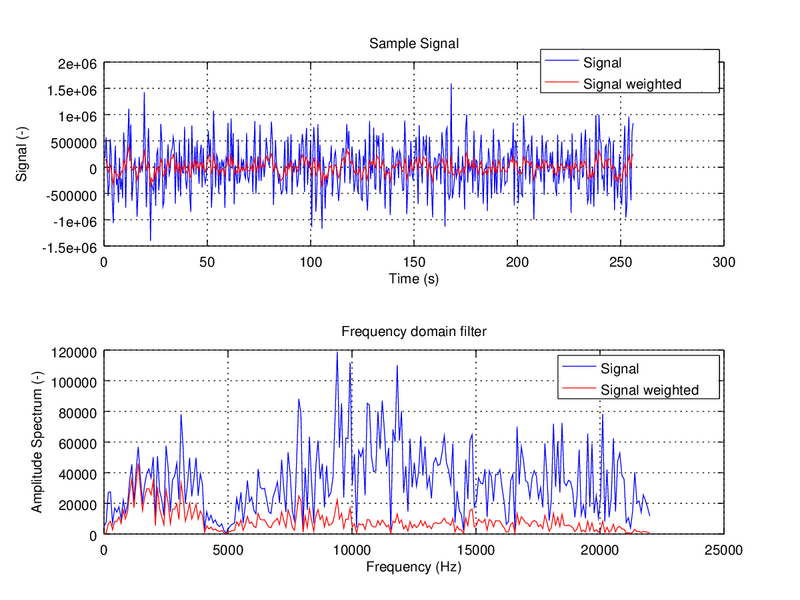 Sample Signal
2e+06
1.5e+06
1e+06
500000
0
-500000
-1e+06
-1.5e+06
Signal (-)
Signal
Signal weighted
0 50 100 150 200 250 300
Time (s)
Frequency domain filter
120000
100000
80000
60000
40000
20000
0
Amplitude Spectrum (-)
Signal
Signal weighted
0 5000 10000 15000 20000 25000
Frequency (Hz)